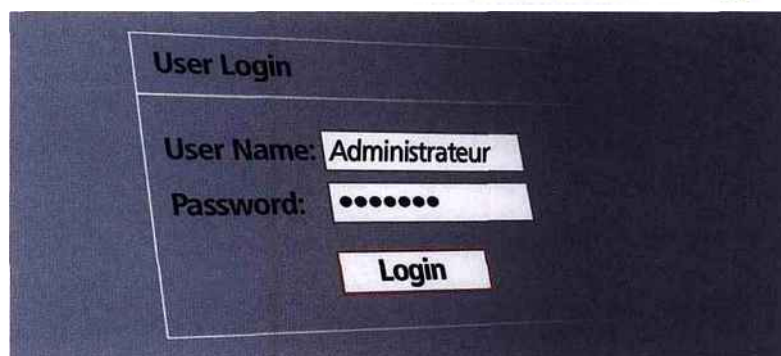 User Login
User Name: Administrateur
Password: •••••••
Login